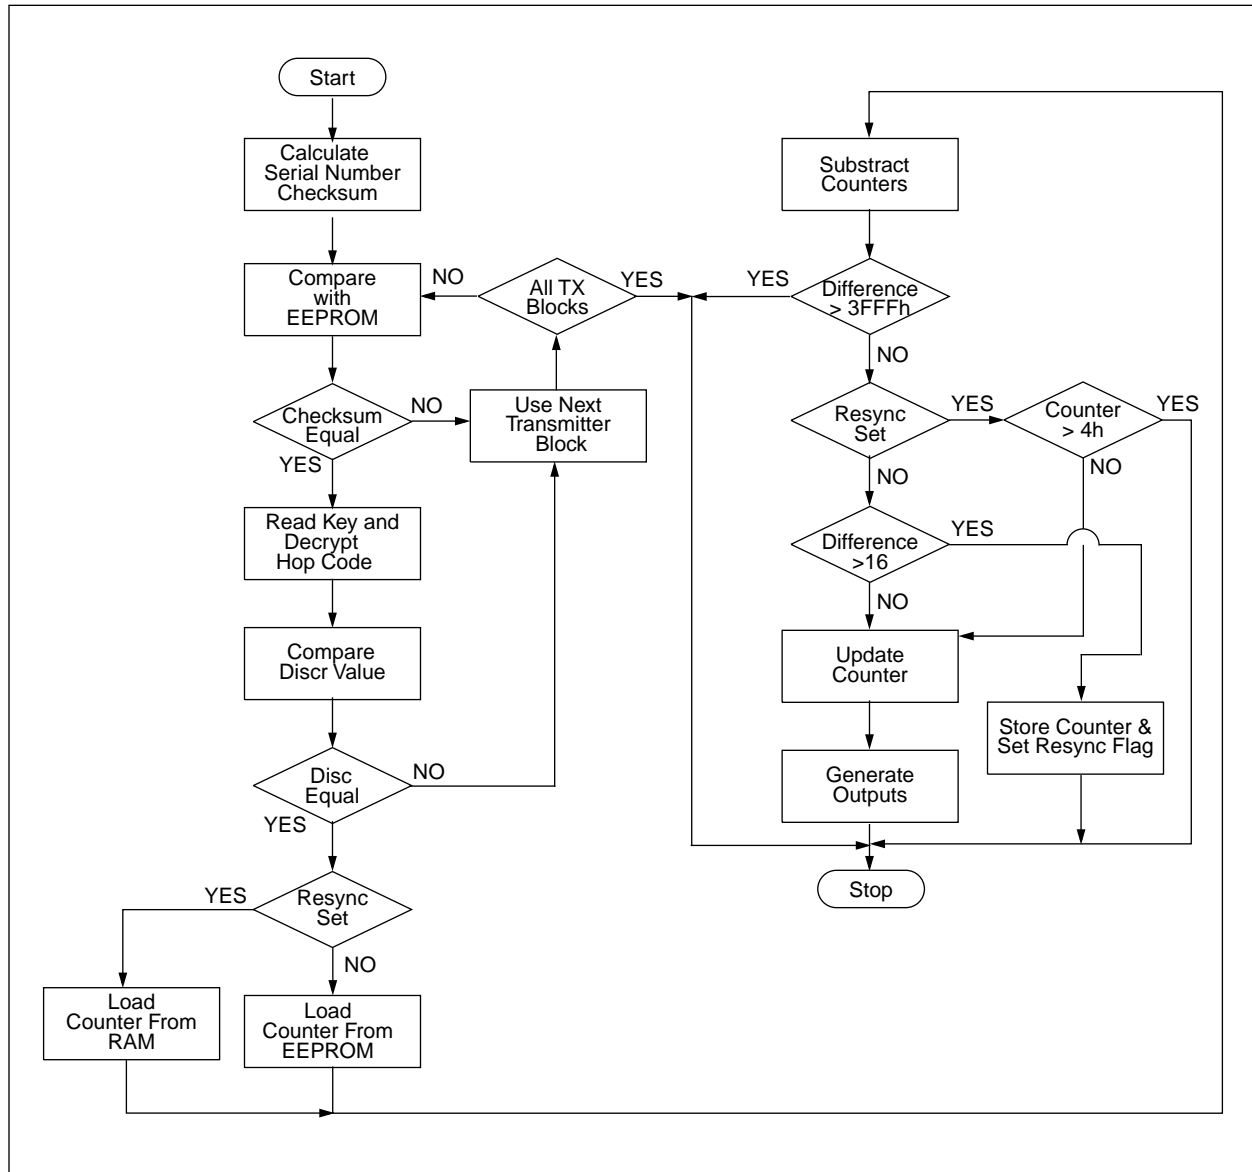 Start
Calculate
Serial Number
Checksum
Compare
with
EEPROM
NO
All TX
Blocks
YES
Checksum
Equal
NO
YES
Use Next
Transmitter
Block
Read Key and
Decrypt
Hop Code
Compare
Discr Value
Disc
Equal
NO
YES
Resync
Set
YES
NO
Load
Counter From
RAM
Load
Counter From
EEPROM
Substract
Counters
YES
Difference
> 3FFFh
NO
Resync
Set
YES
Counter
> 4h
YES
NO
NO
Difference
>16
YES
NO
Update
Counter
Store Counter &
Set Resync Flag
Generate
Outputs
Stop